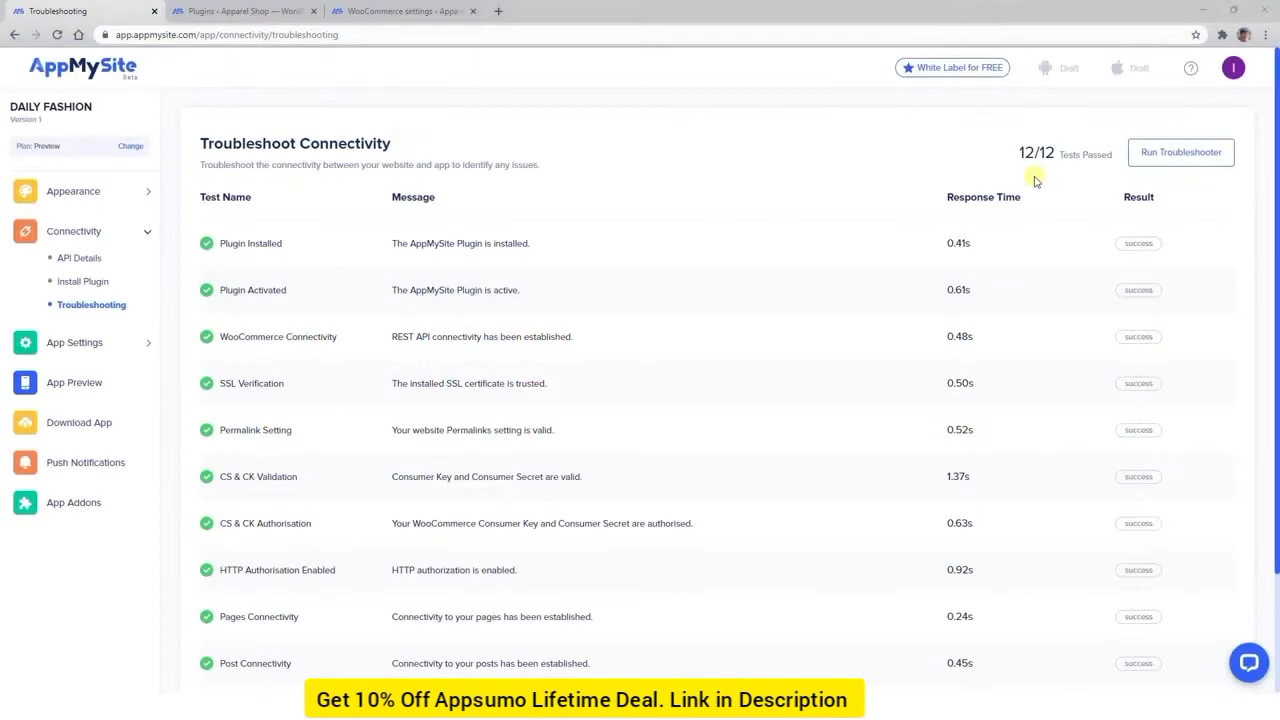 Troubleshooting
Plugins ‹ Apparel Shop — Word
WooCommerce settings ‹ Appar
app.appmysite.com/app/connectivity/troubleshooting
AppMySite
Beta
White Label for FREE
Draft
Draft
I
DAILY FASHION
Version 1
Plan: Preview
Change
Appearance
Connectivity
API Details
Install Plugin
Troubleshooting
App Settings
App Preview
Download App
Push Notifications
App Addons
Troubleshoot Connectivity
Troubleshoot the connectivity between your website and app to identify any issues.
12/12 Tests Passed
Run Troubleshooter
Test Name Message Response Time Result
Plugin Installed The AppMySite Plugin is installed. 0.41s success
Plugin Activated The AppMySite Plugin is active. 0.61s success
WooCommerce Connectivity REST API connectivity has been established. 0.48s success
SSL Verification The installed SSL certificate is trusted. 0.50s success
Permalink Setting Your website Permalinks setting is valid. 0.52s success
CS & CK Validation Consumer Key and Consumer Secret are valid. 1.37s success
CS & CK Authorisation Your WooCommerce Consumer Key and Consumer Secret are authorised. 0.63s success
HTTP Authorisation Enabled HTTP authorization is enabled. 0.92s success
Pages Connectivity Connectivity to your pages has been established. 0.24s success
Post Connectivity Connectivity to your posts has been established. 0.45s success
Get 10% Off Appsumo Lifetime Deal. Link in Description